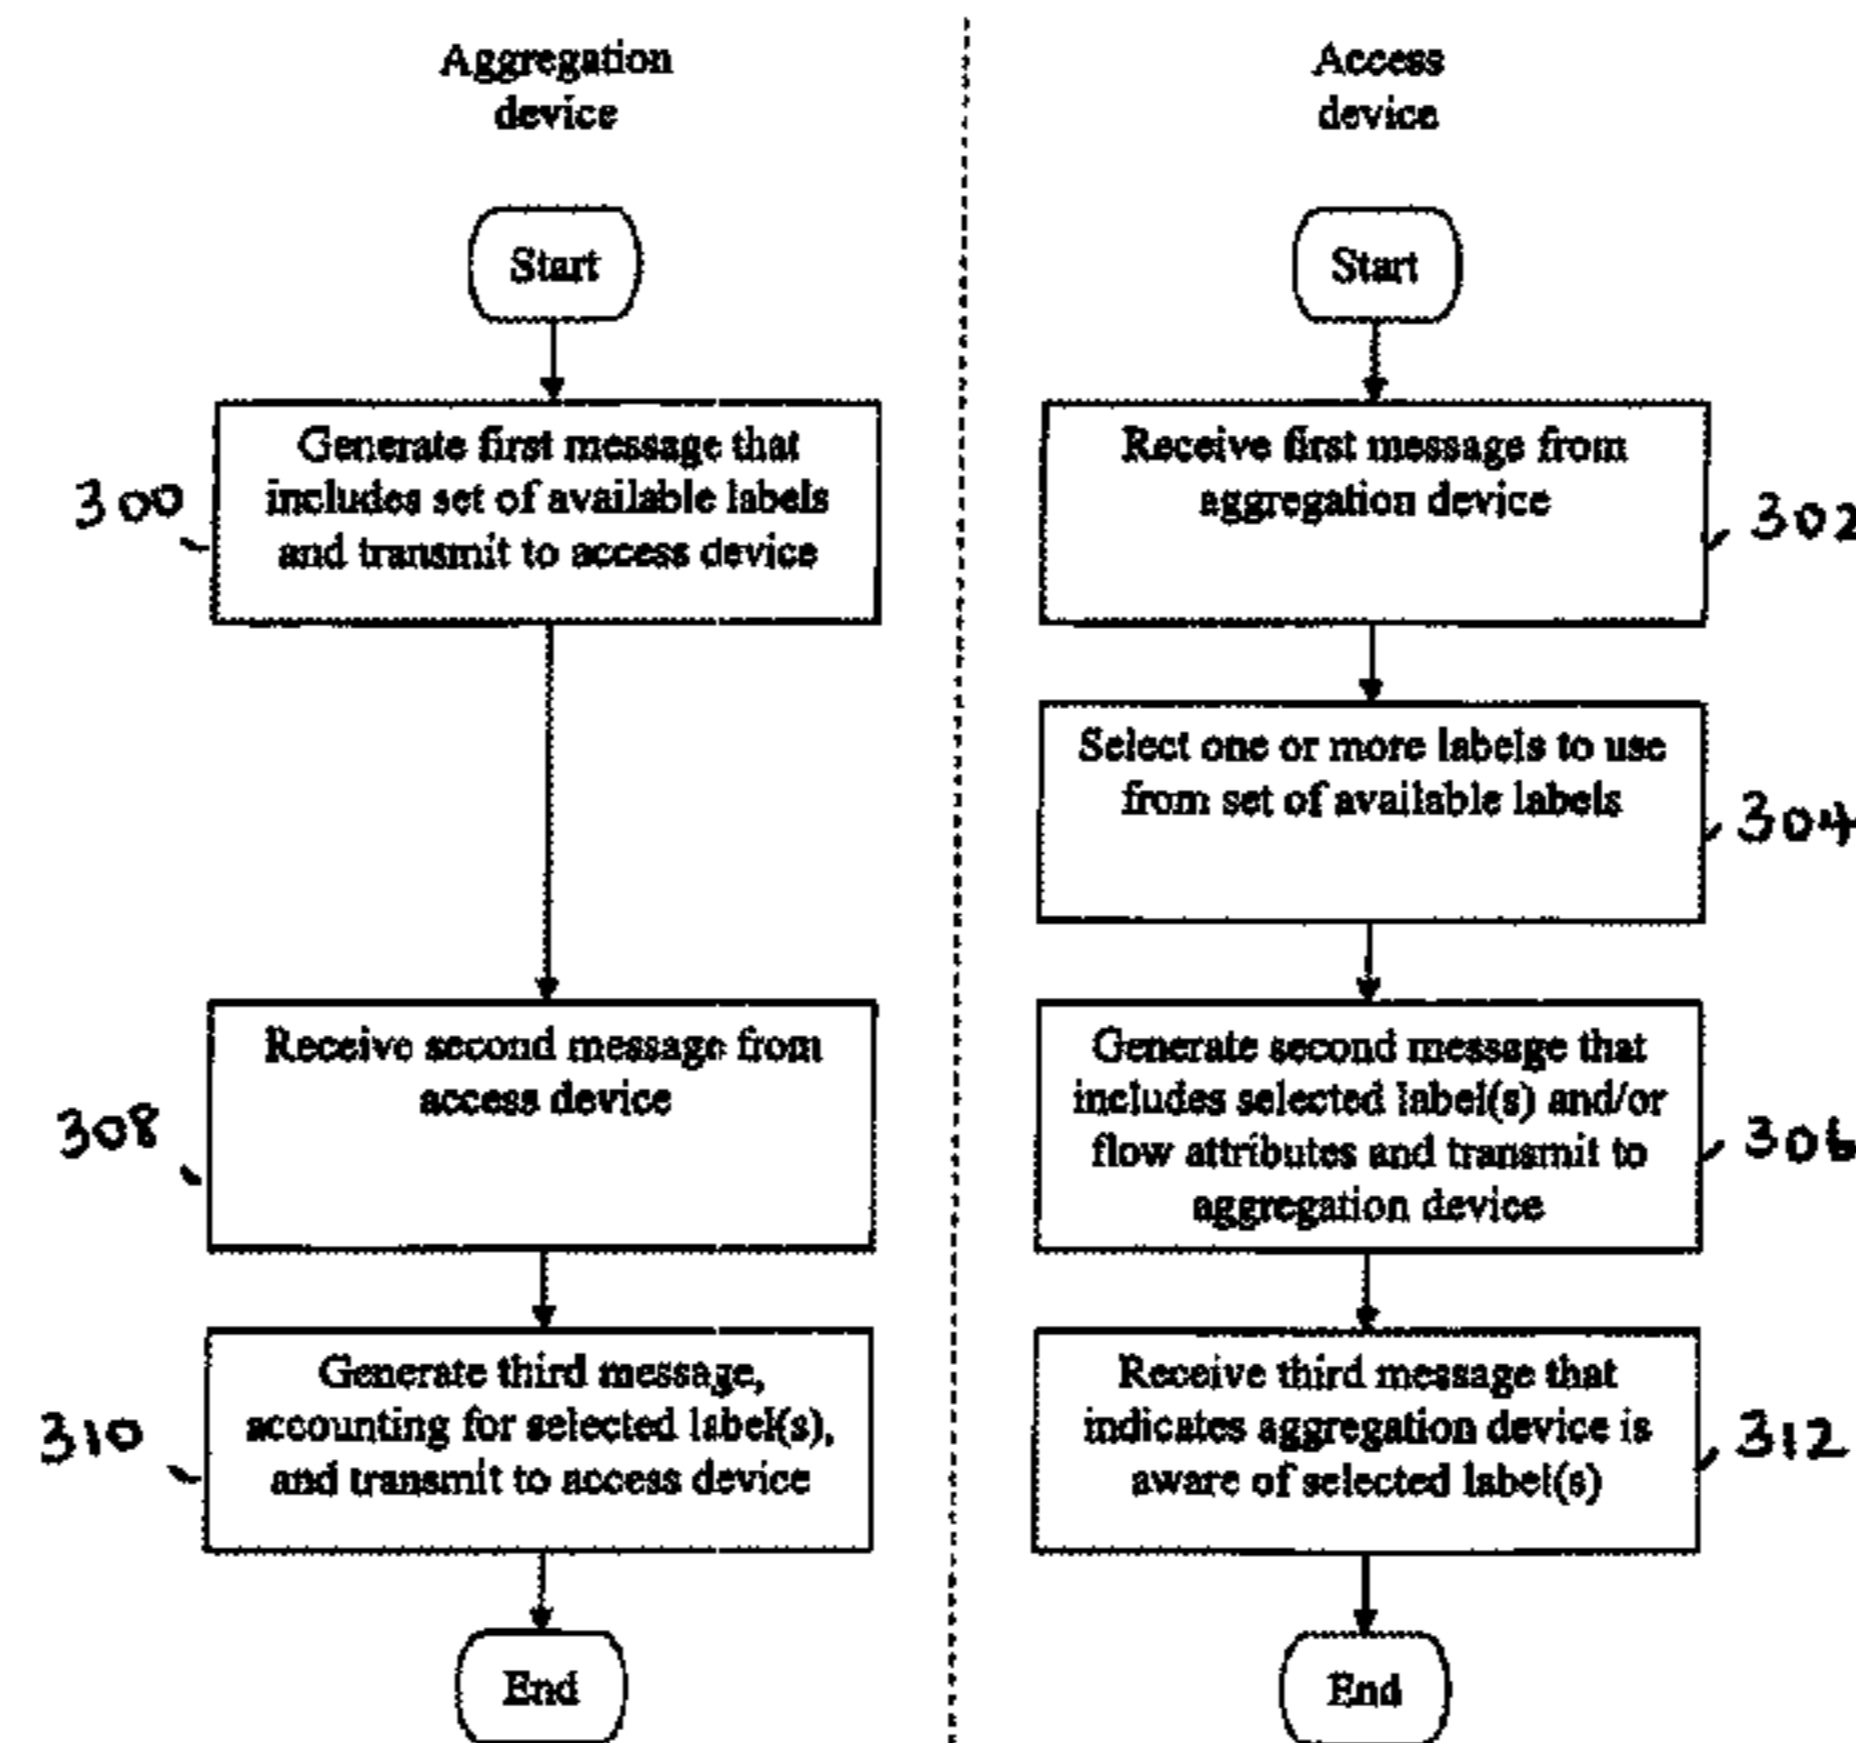 Aggregation
device
Start
300
Generate first message that
includes set of available labels
and transmit to access device
308
Receive second message from
access device
310
Generate third message,
accounting for selected label(s),
and transmit to access device
End
Access
device
Start
Receive first message from
aggregation device
302
Select one or more labels to use
from set of available labels
304
Generate second message that
includes selected label(s) and/or
flow attributes and transmit to
aggregation device
306
Receive third message that
indicates aggregation device is
aware of selected label(s)
312
End